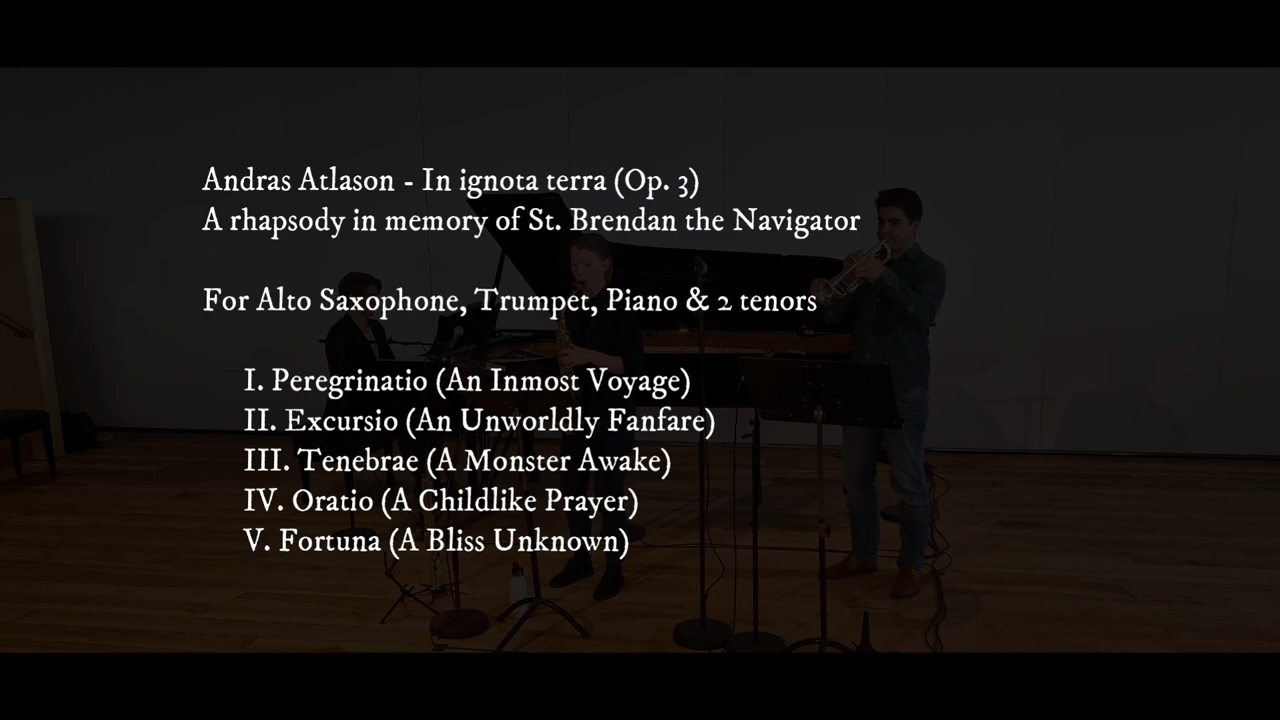 Andras Atlason - In ignota terra (Op. 3)
A rhapsody in memory of St. Brendan the Navigator
For Alto Saxophone, Trumpet, Piano & 2 tenors
I. Peregrinatio (An Inmost Voyage)
II. Excursio (An Unworldly Fanfare)
III. Tenebrae (A Monster Awake)
IV. Oratio (A Childlike Prayer)
V. Fortuna (A Bliss Unknown)